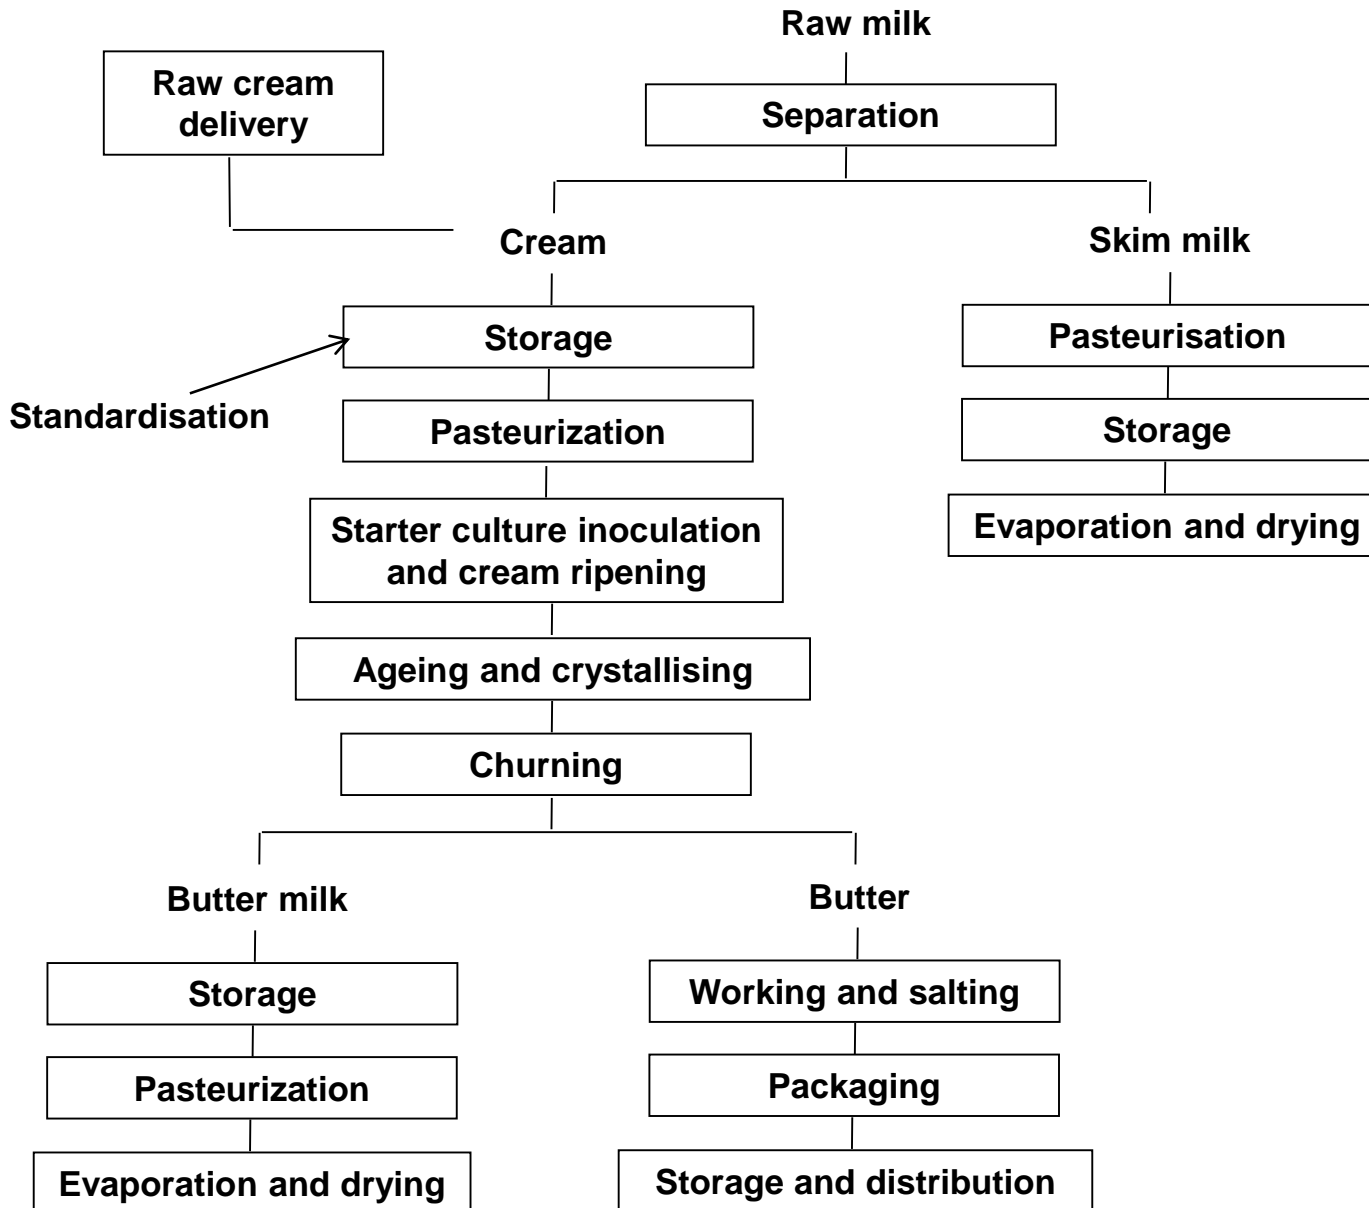 Raw milk
Raw cream
delivery
Separation
Cream
Skim milk
Storage
Pasteurisation
Standardisation
Pasteurization
Storage
Starter culture inoculation
and cream ripening
Evaporation and drying
Ageing and crystallising
Churning
Butter milk
Butter
Storage
Working and salting
Pasteurization
Packaging
Evaporation and drying
Storage and distribution